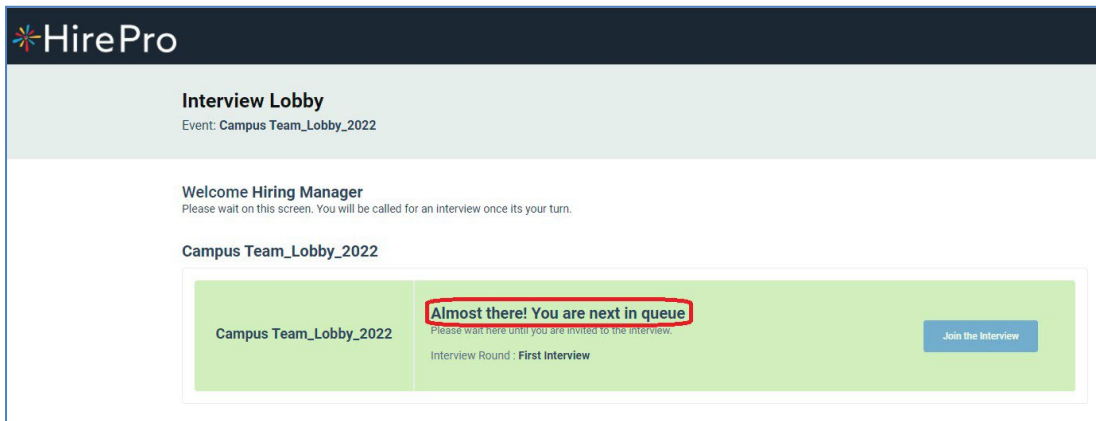 HirePro
Interview Lobby
Event: Campus Team_Lobby_2022
Welcome Hiring Manager
Please wait on this screen. You will be called for an interview once its your turn.
Campus Team_Lobby_2022
Campus Team_Lobby_2022
Almost there! You are next in queue
Please wait here until you are invited to the interview.
Interview Round : First Interview
Join the Interview